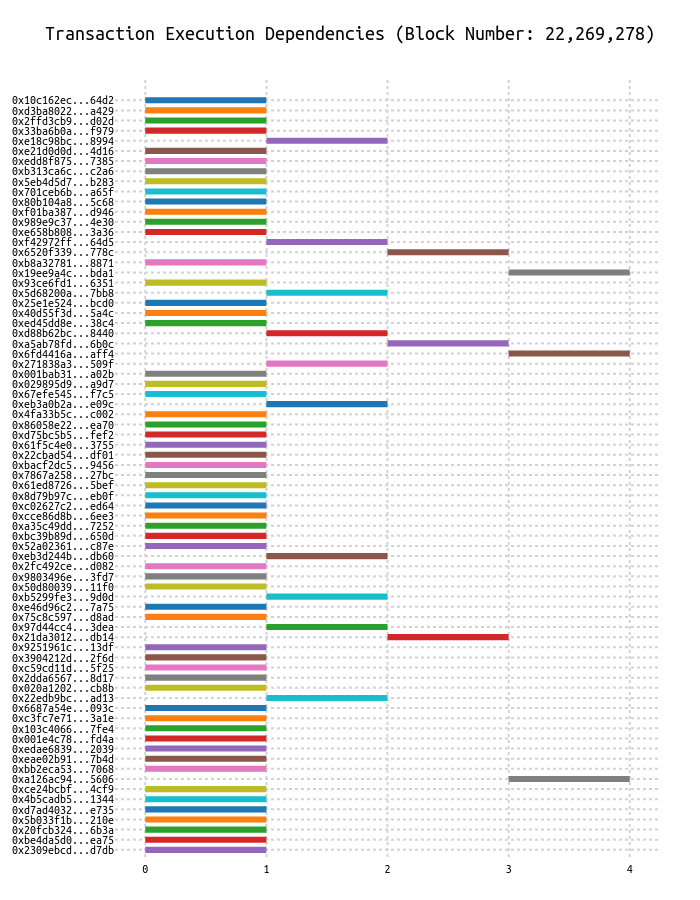 Transaction Execution Dependencies (Block Number: 22,269,278)
0x10c162ec...64d2
0xd3ba8022...a429
0x2ffd3cb9...d02d
0x33ba6b0a...f979
0xe18c98bc...8994
0xe21d0d0d...4d16
0xedd8f875...7385
0xb313ca6c...c2a6
0x5eb4d5d7...b283
0x701ceb6b...a65f
0x80b104a8...5c68
0xf01ba387...d946
0x989e9c37...4e30
0xe658b808...3a36
0xf42972ff...64d5
0x6520f339...778c
0xb8a32781...8871
0x19ee9a4c...bda1
0x93ce6fd1...6351
0x5d68200a...7bb8
0x25e1e524...bcd0
0x40d55f3d...5a4c
0xed45dd8e...38c4
0xd88b62bc...8440
0xa5ab78fd...6b0c
0x6fd4416a...aff4
0x271838a3...509f
0x001bab31...a02b
0x029895d9...a9d7
0x67efe545...f7c5
0xeb3a0b2a...e09c
0x4fa33b5c...c002
0x86058e22...ea70
0xd75bc5b5...fef2
0x61f5c4e0...3755
0x22cbad54...df01
0xbacf2dc5...9456
0x7867a258...27bc
0x61ed8726...5bef
0x8d79b97c...eb0f
0xc02627c2...ed64
0xcce86d8b...6ee3
0xa35c49dd...7252
0xbc39b89d...650d
0x52a02361...c87e
0xeb3d244b...db60
0x2fc492ce...d082
0x9803496e...3fd7
0x50d80039...11f0
0xb5299fe3...9d0d
0xe46d96c2...7a75
0x75c8c597...d8ad
0x97d44cc4...3dea
0x21da3012...db14
0x9251961c...13df
0x3904212d...2f6d
0xc59cd11d...5f25
0x2dda6567...8d17
0x020a1202...cb8b
0x22edb9bc...ad13
0x6687a54e...093c
0xc3fc7e71...3a1e
0x103c4066...7fe4
0x001e4c78...fd4a
0xedae6839...2039
0xeae02b91...7b4d
0xbb2eca53...7068
0xa126ac94...5606
0xce24bcbf...4cf9
0x4b5cadb5...1344
0xd7ad4032...e735
0x5b033f1b...210e
0x20fcb324...6b3a
0xbe4da5d0...ea75
0x2309ebcd...d7db
0 1 2 3 4